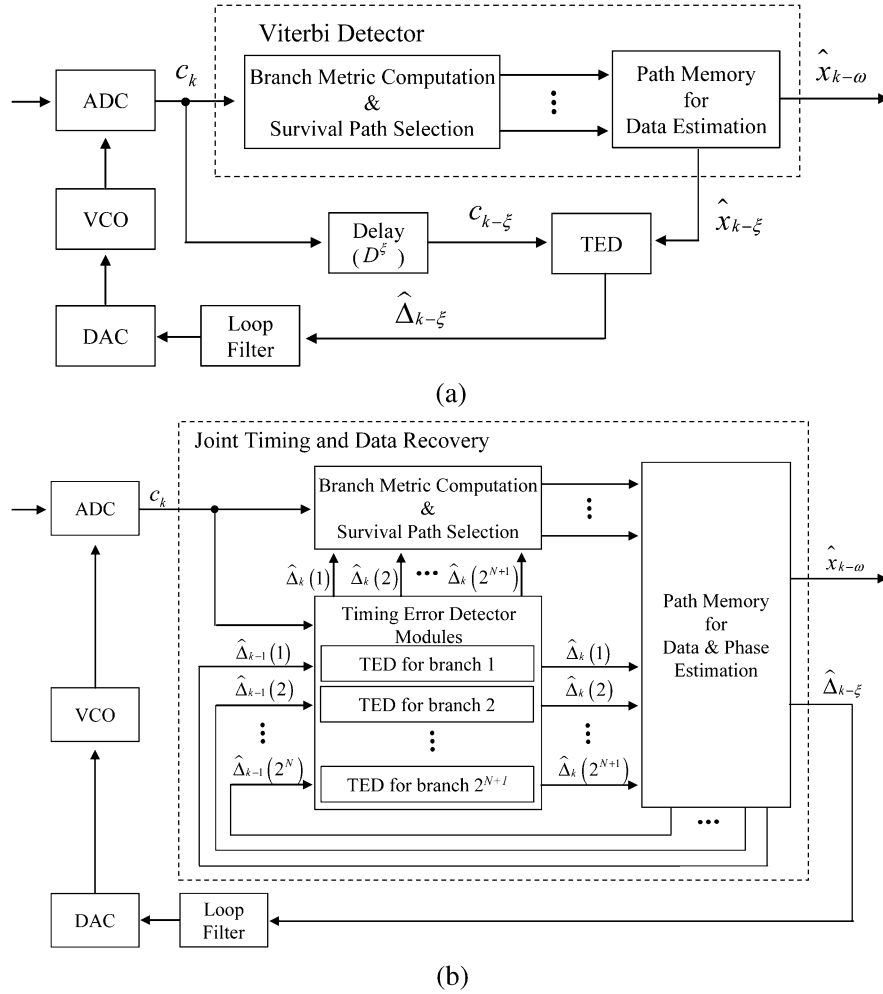 Viterbi Detector
c_k
ADC
Branch Metric Computation
&
Survival Path Selection
⋮
Path Memory
for
Data Estimation
x̂_{k-ω}
VCO
Delay
(D^ξ)
c_{k-ξ}
TED
x̂_{k-ξ}
DAC
Loop
Filter
Δ̂_{k-ξ}
(a)
Joint Timing and Data Recovery
ADC
c_k
Branch Metric Computation
&
Survival Path Selection
⋮
Δ̂_k(1) Δ̂_k(2) ••• Δ̂_k(2^{N+1})
Timing Error Detector
Modules
Δ̂_{k-1}(1)
TED for branch 1
Δ̂_k(1)
Δ̂_{k-1}(2)
TED for branch 2
Δ̂_k(2)
⋮ ⋮ ⋮
Δ̂_{k-1}(2^N)
TED for branch 2^{N+1}
Δ̂_k(2^{N+1})
Path Memory
for
Data & Phase
Estimation
x̂_{k-ω}
Δ̂_{k-ξ}
•••
VCO
DAC
Loop
Filter
(b)